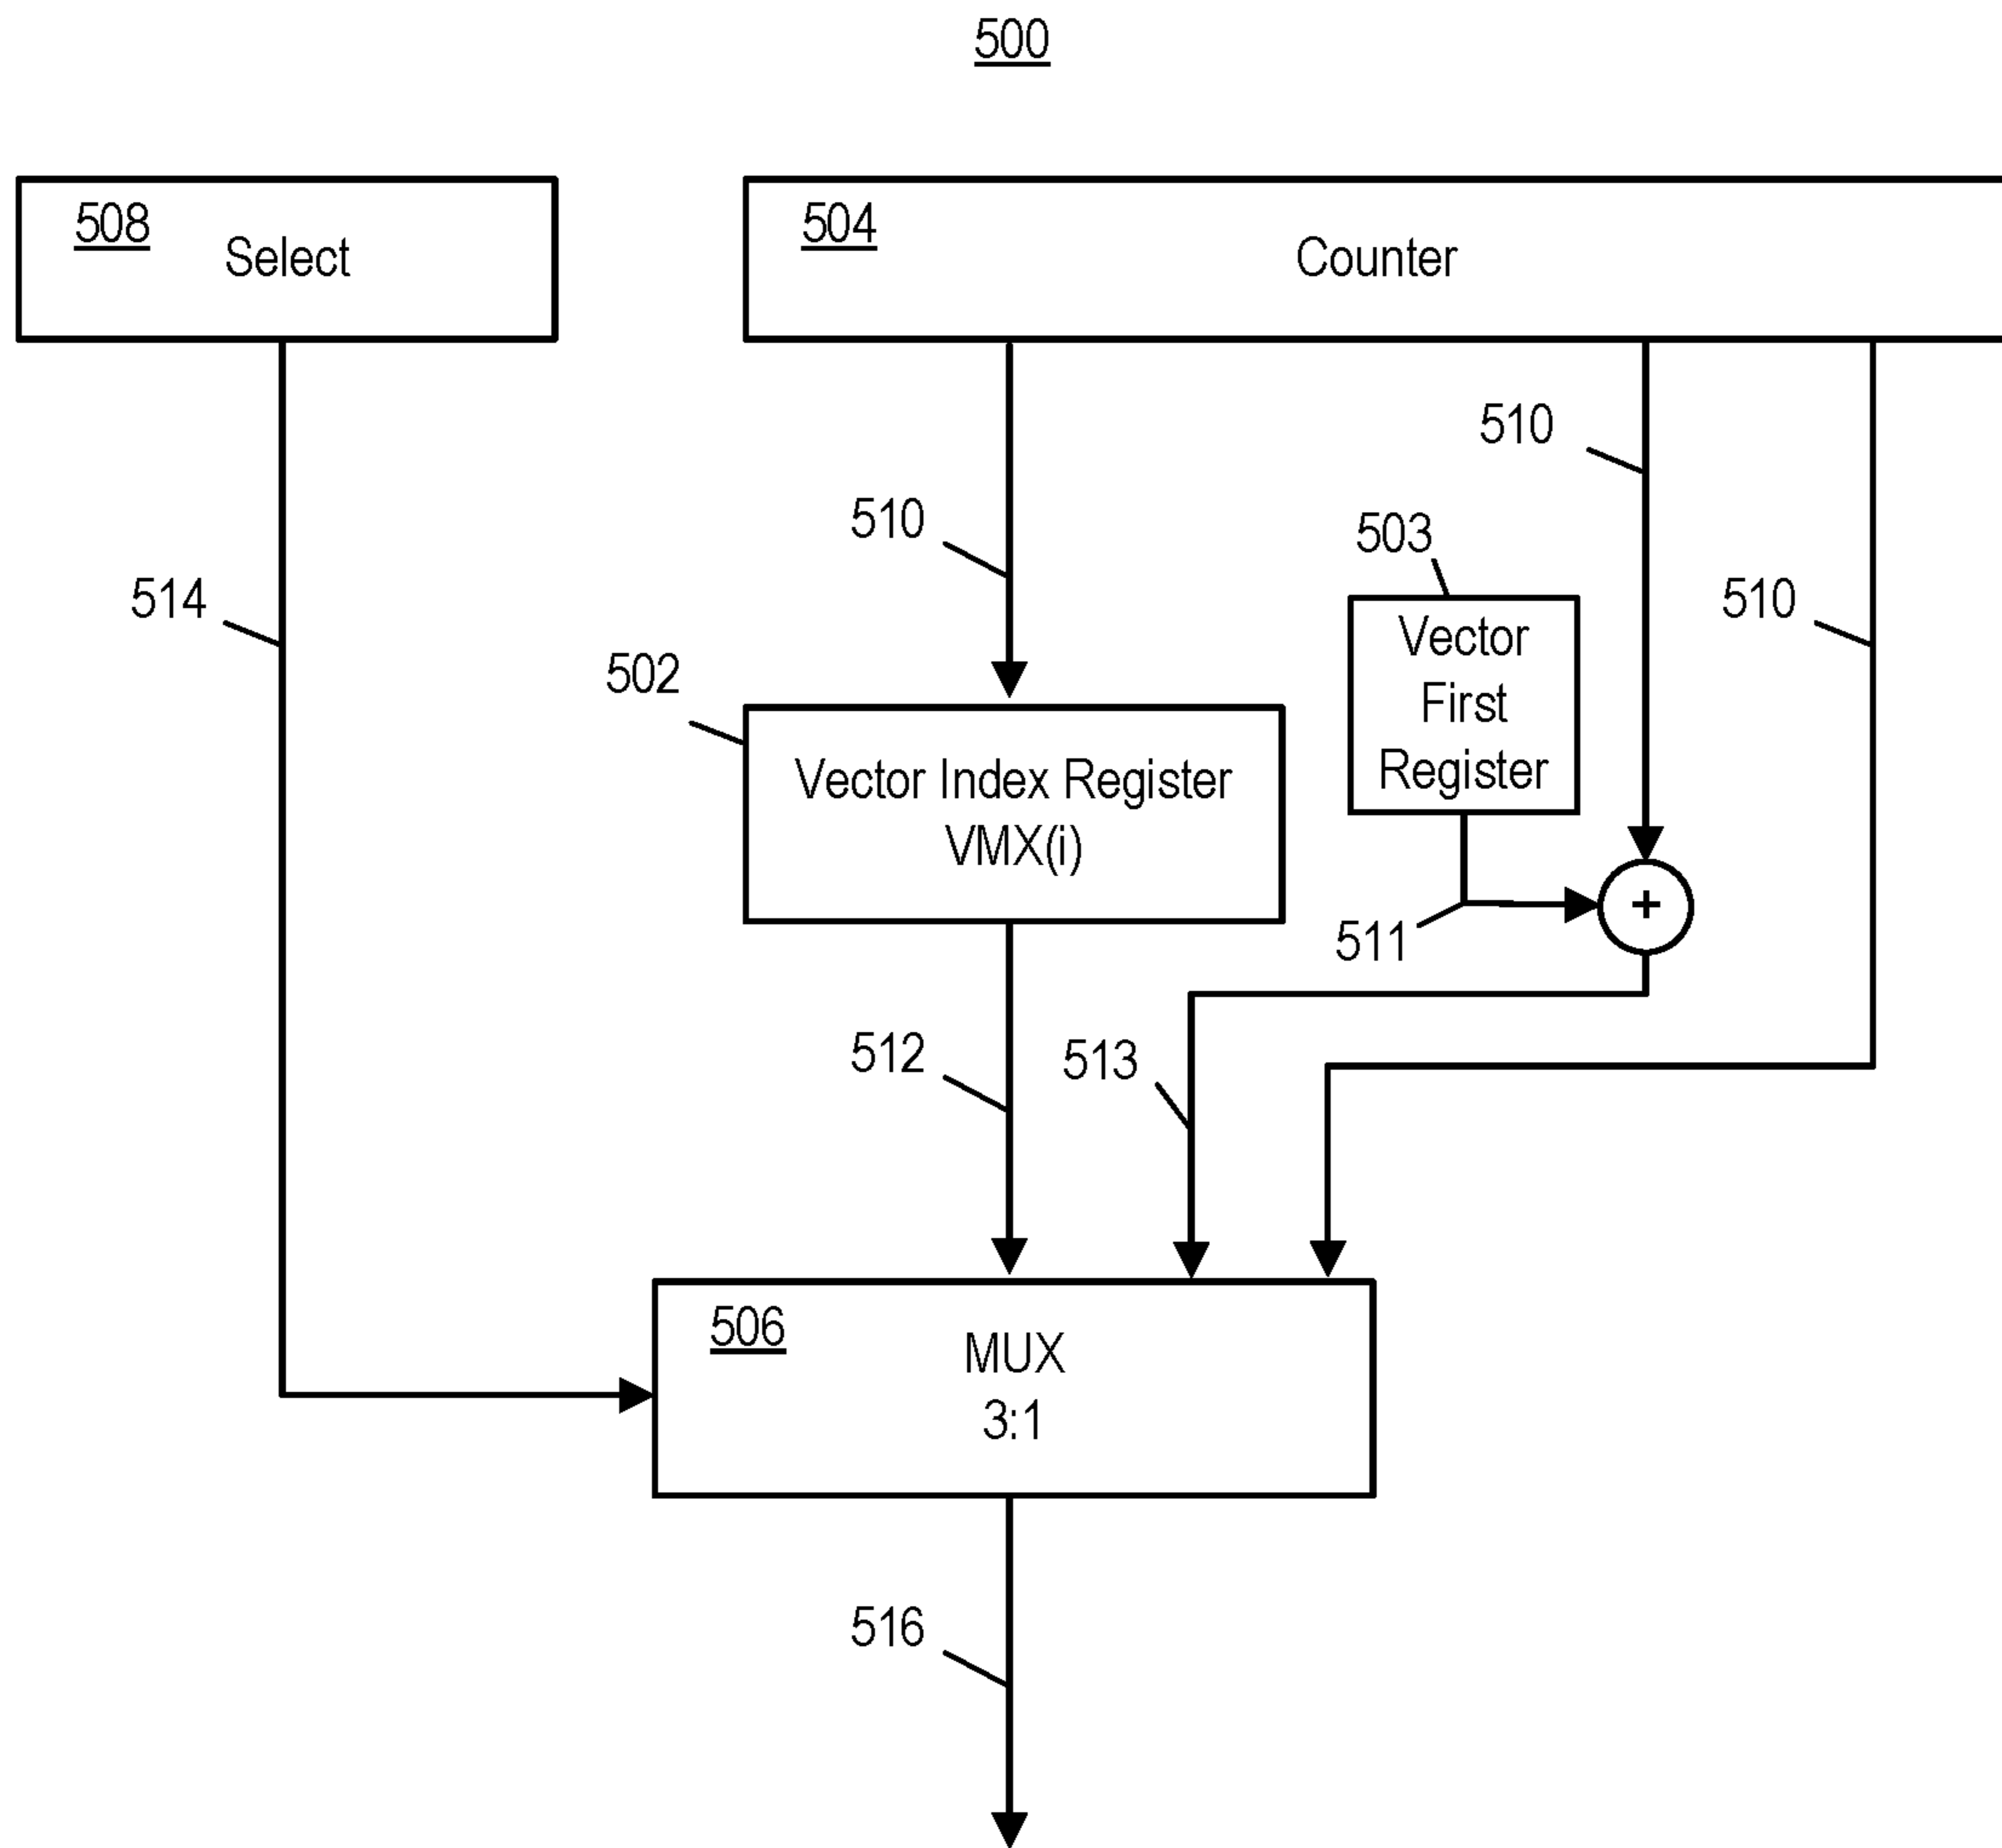 500
508
Select
504
Counter
510
510
503
514
510
Vector
First
Register
502
Vector Index Register
VMX(i)
+
511
512
513
506
MUX
3:1
516